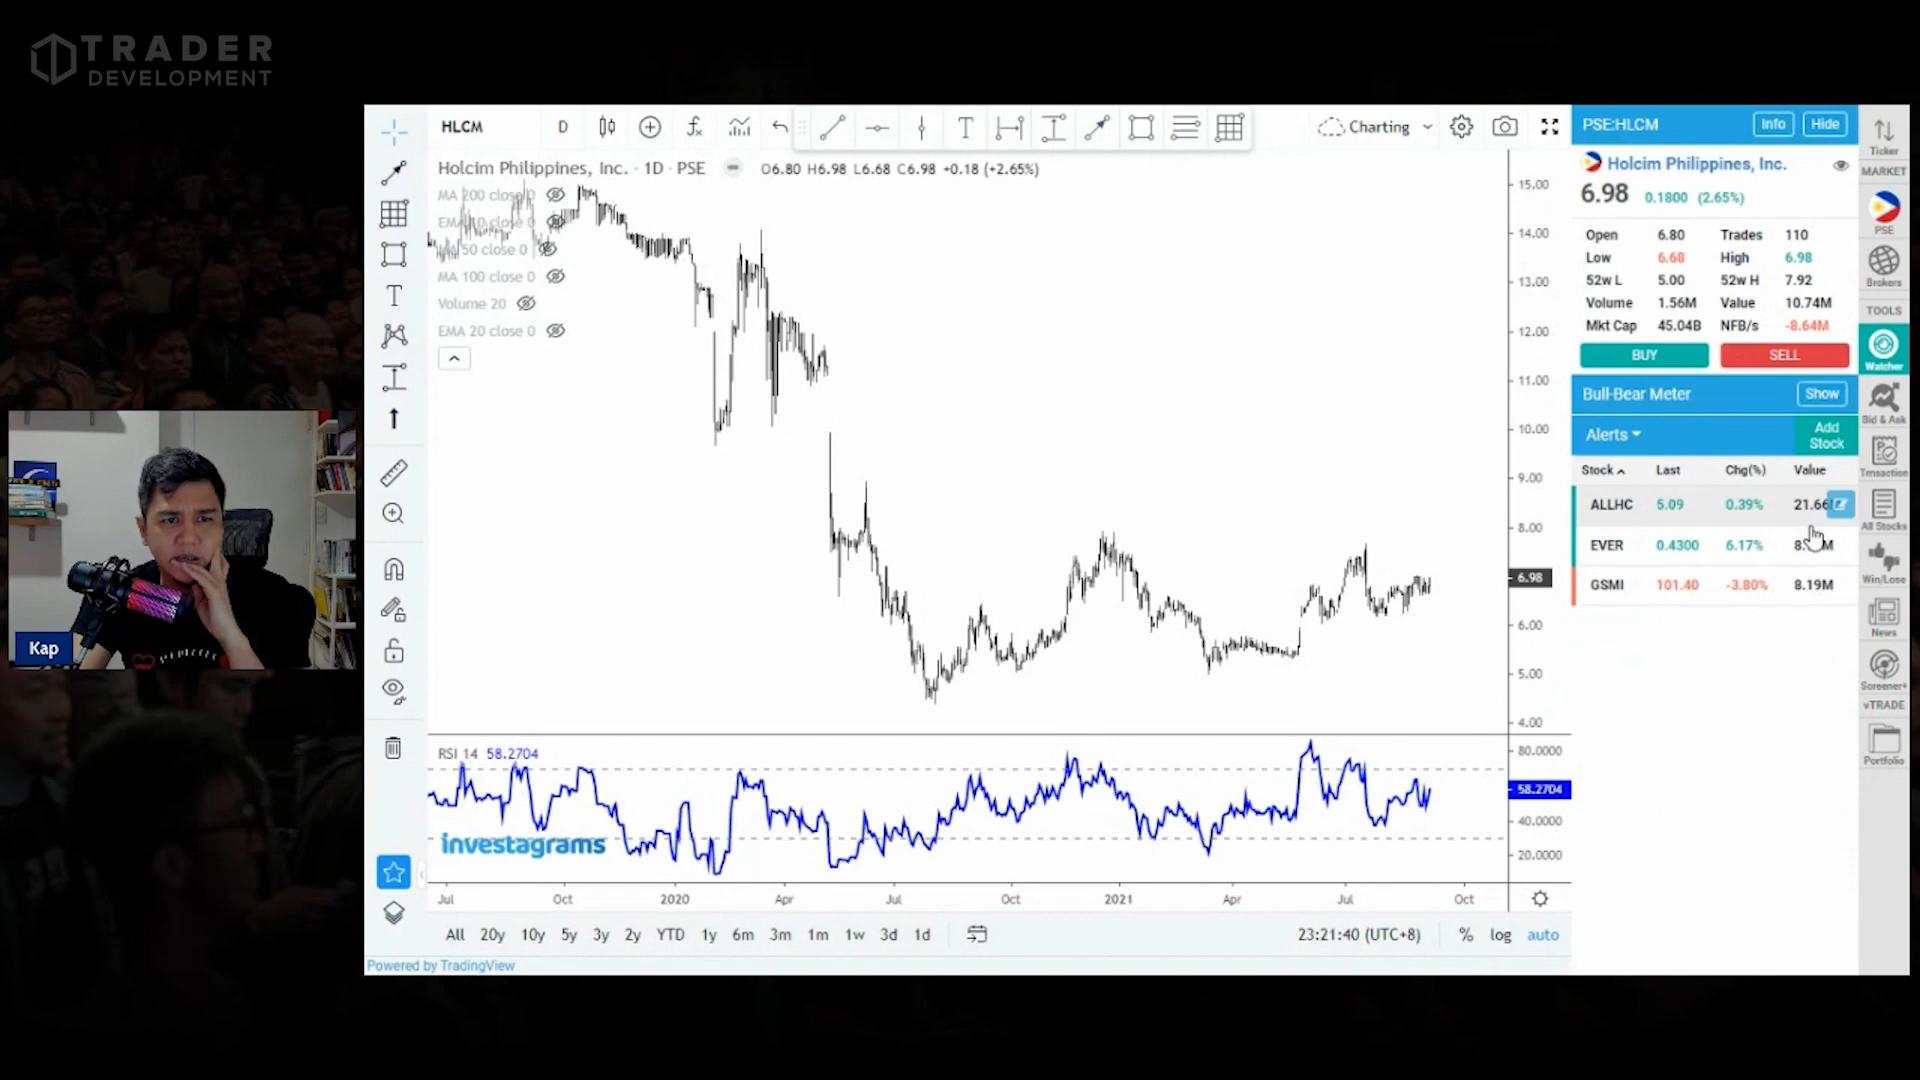 TRADER
DEVELOPMENT
HLCM
D
T
Charting
Holcim Philippines, Inc. · 1D · PSE
O6.80 H6.98 L6.68 C6.98 +0.18 (+2.65%)
MA 200 close 0
50 close 0
MA 100 close 0
Volume 20
EMA 20 close 0
15.00
14.00
13.00
12.00
11.00
10.00
9.00
8.00
6.98
6.00
5.00
4.00
RSI 14 58.2704
80.0000
58.2704
40.0000
20.0000
investagrams
Jul Oct 2020 Apr Jul Oct 2021 Apr Jul Oct
All 20y 10y 5y 3y 2y YTD 1y 6m 3m 1m 1w 3d 1d
23:21:40 (UTC+8) % log auto
Powered by TradingView
PSE:HLCM Info Hide
Holcim Philippines, Inc.
6.98 0.1800 (2.65%)
Open 6.80 Trades 110
Low 6.68 High 6.98
52w L 5.00 52w H 7.92
Volume 1.56M Value 10.74M
Mkt Cap 45.04B NFB/s -8.64M
BUY SELL
Bull-Bear Meter Show
Alerts Add Stock
Stock Last Chg(%) Value
ALLHC 5.09 0.39% 21.66
EVER 0.4300 6.17%
GSMI 101.40 -3.80% 8.19M
Ticker
MARKET
PSE
Brokers
TOOLS
Watcher
Bid & Ask
Trnsaction
All Stocks
Win/Lose
News
Screener+
vTRADE
Portfolio
Kap